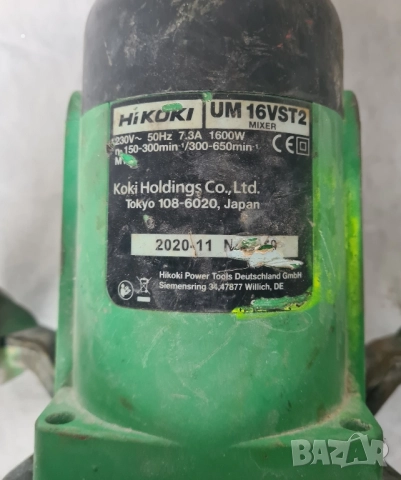 HiKOKI UM 16VST2
MIXER
230V~ 50Hz 7.3A 1600W
150-300min⁻¹/300-650min⁻¹
M
CE
Koki Holdings Co.,Ltd.
Tokyo 108-6020, Japan
2020-11 N
Hikoki Power Tools Deutschland GmbH
Siemensring 34,47877 Willich, DE
BAZAR